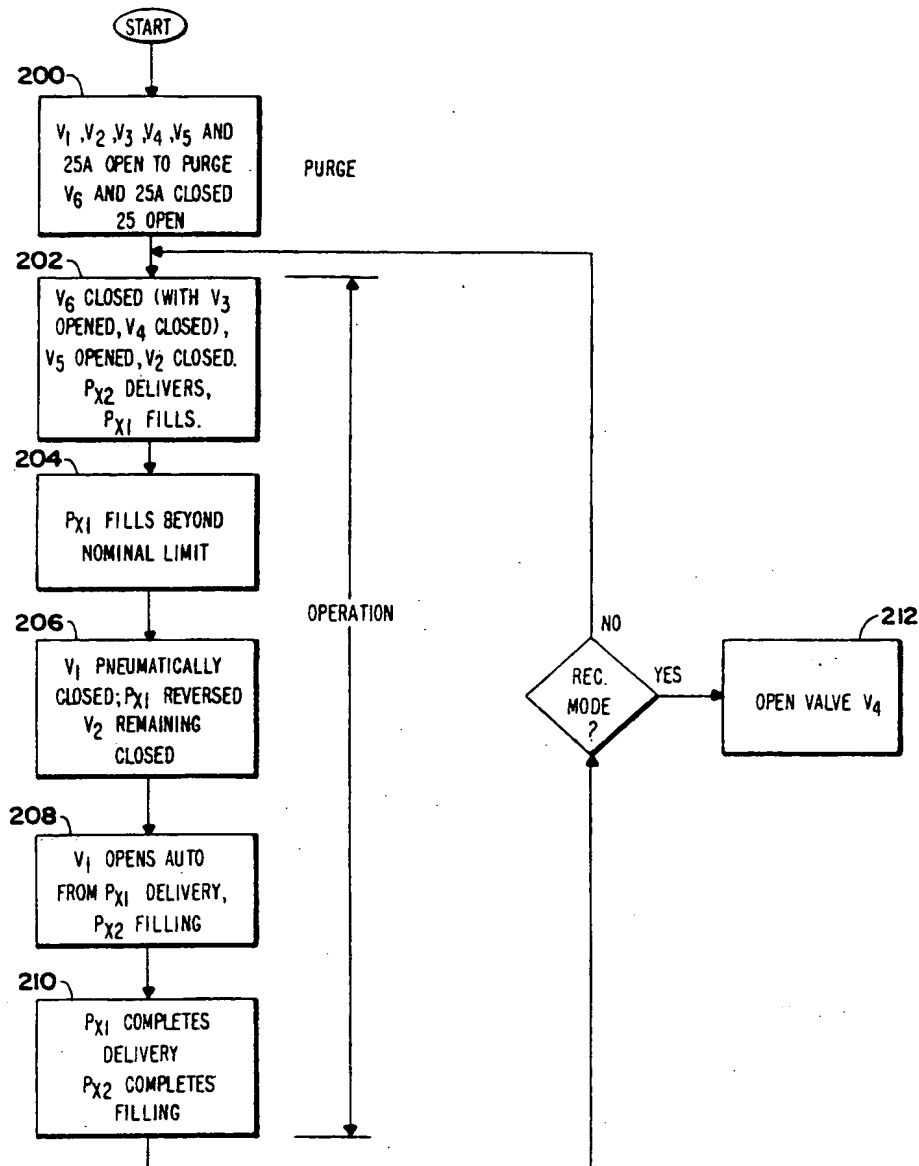 START
200
V1, V2, V3, V4, V5 AND
25A OPEN TO PURGE
V6 AND 25A CLOSED
25 OPEN
PURGE
202
V6 CLOSED (WITH V3
OPENED, V4 CLOSED),
V5 OPENED, V2 CLOSED.
PX2 DELIVERS,
PX1 FILLS.
204
PX1 FILLS BEYOND
NOMINAL LIMIT
OPERATION
206
V1 PNEUMATICALLY
CLOSED; PX1 REVERSED
V2 REMAINING
CLOSED
NO
REC.
MODE
?
YES
212
OPEN VALVE V4
208
V1 OPENS AUTO
FROM PX1 DELIVERY,
PX2 FILLING
210
PX1 COMPLETES
DELIVERY
PX2 COMPLETES
FILLING